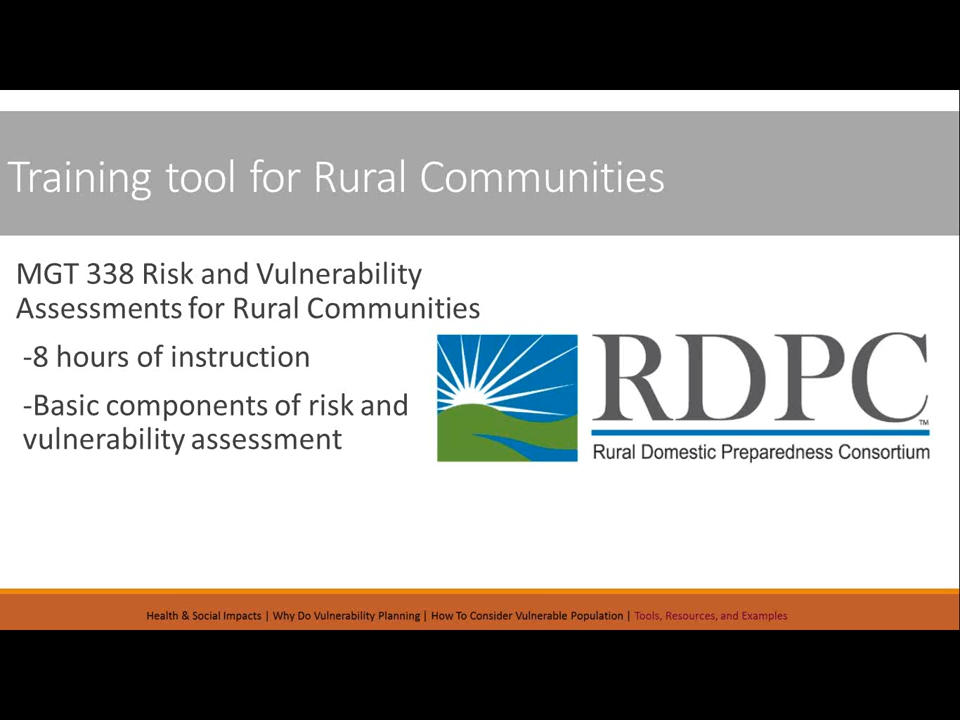 Training tool for Rural Communities
MGT 338 Risk and Vulnerability
Assessments for Rural Communities
-8 hours of instruction
-Basic components of risk and
vulnerability assessment
RDPC™
Rural Domestic Preparedness Consortium
Health & Social Impacts | Why Do Vulnerability Planning | How To Consider Vulnerable Population | Tools, Resources, and Examples